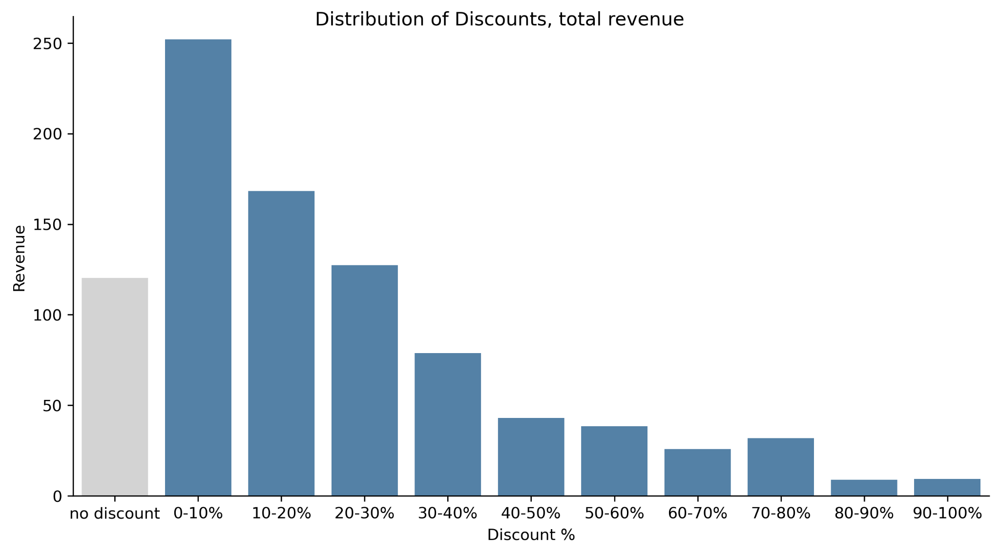 Distribution of Discounts, total revenue
Revenue
250
200
150
100
50
0
no discount 0-10% 10-20% 20-30% 30-40% 40-50% 50-60% 60-70% 70-80% 80-90% 90-100%
Discount %